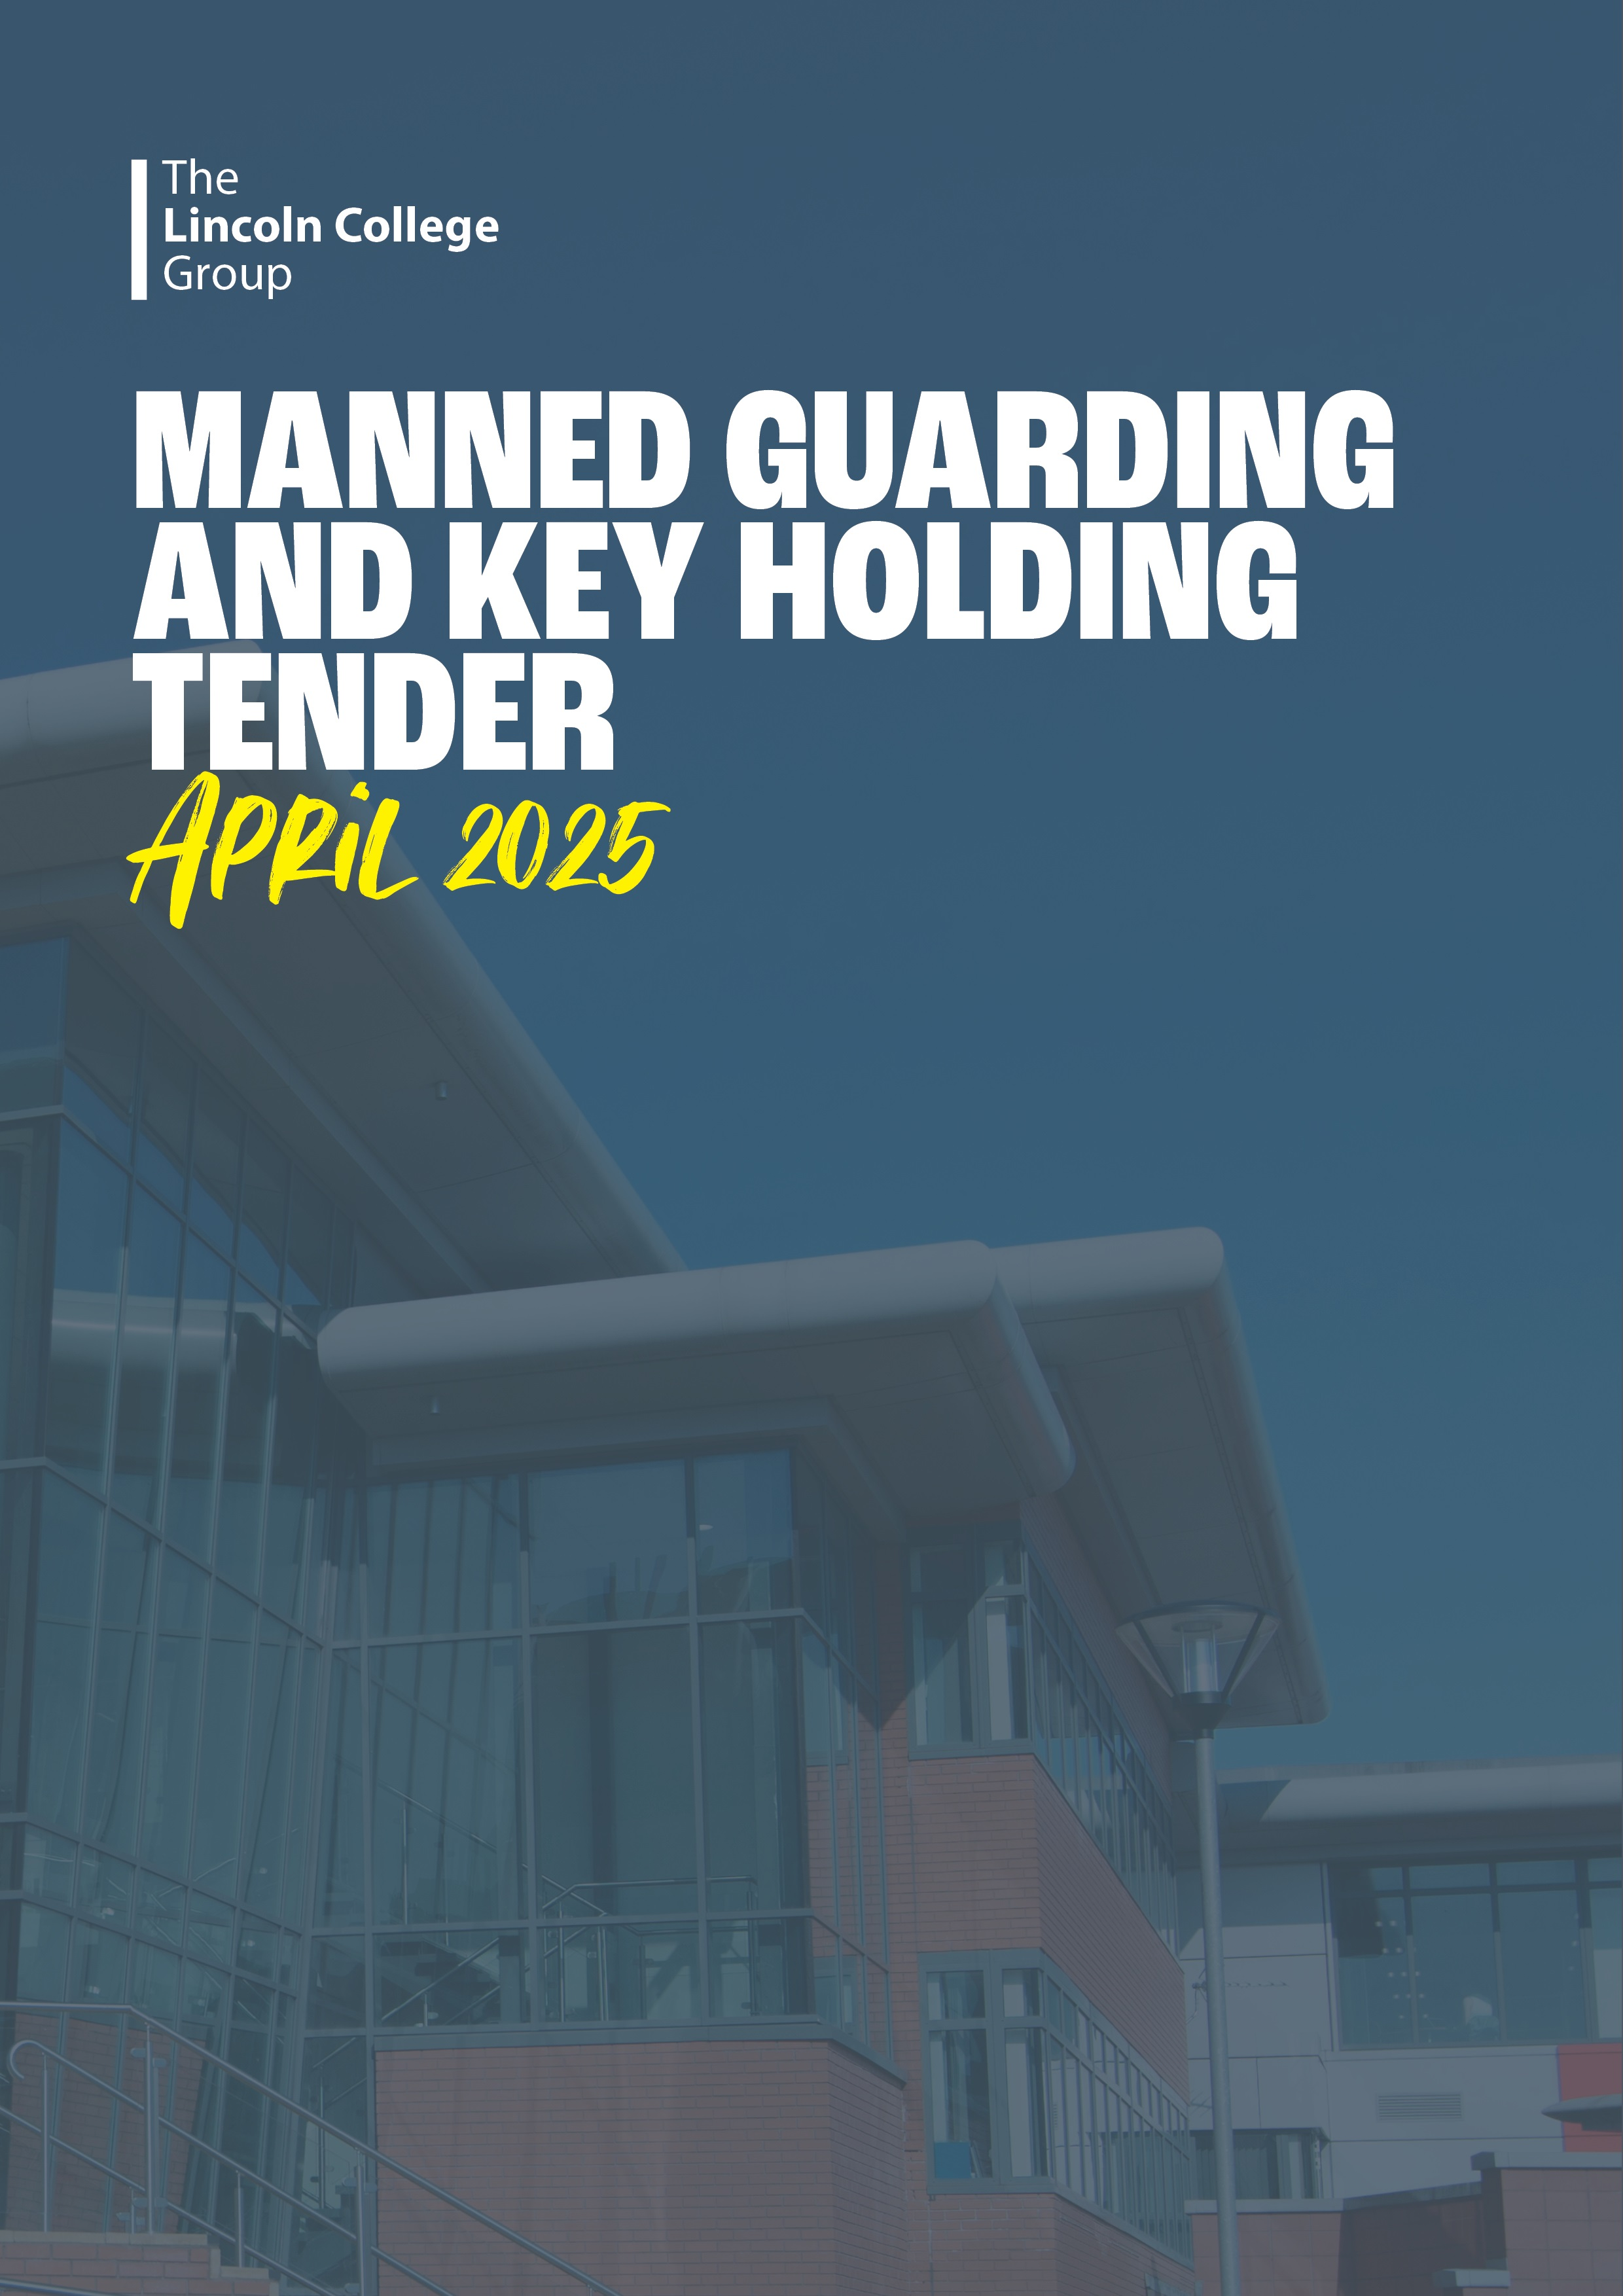 The
Lincoln College
Group
MANNED GUARDING
AND KEY HOLDING
TENDER
APRIL 2025